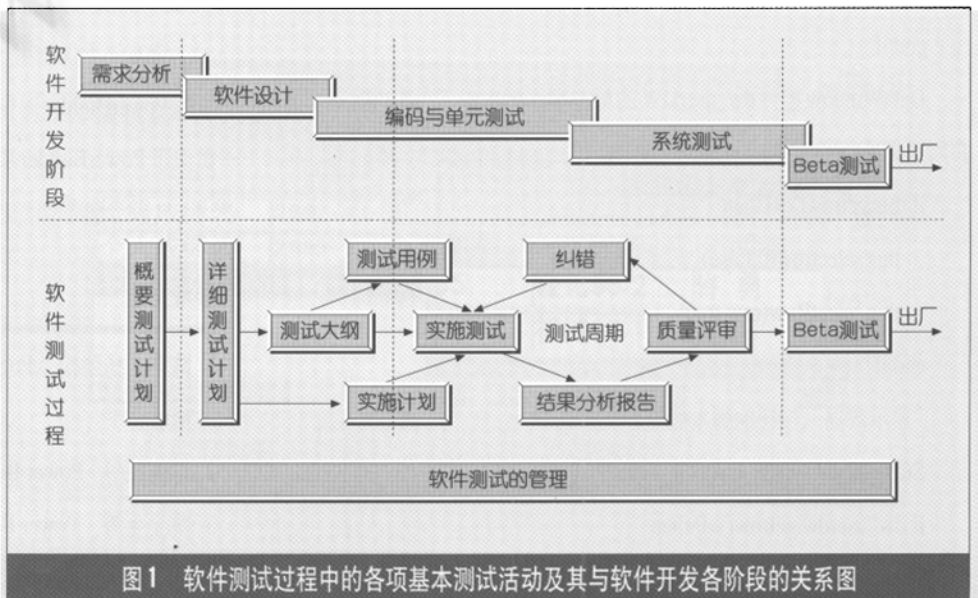 软件开发阶段
需求分析
软件设计
编码与单元测试
系统测试
Beta测试
出厂
软件测试过程
概要测试计划
详细测试计划
测试用例
纠错
测试大纲
实施测试
测试周期
质量评审
Beta测试
出厂
实施计划
结果分析报告
软件测试的管理
图1 软件测试过程中的各项基本测试活动及其与软件开发各阶段的关系图